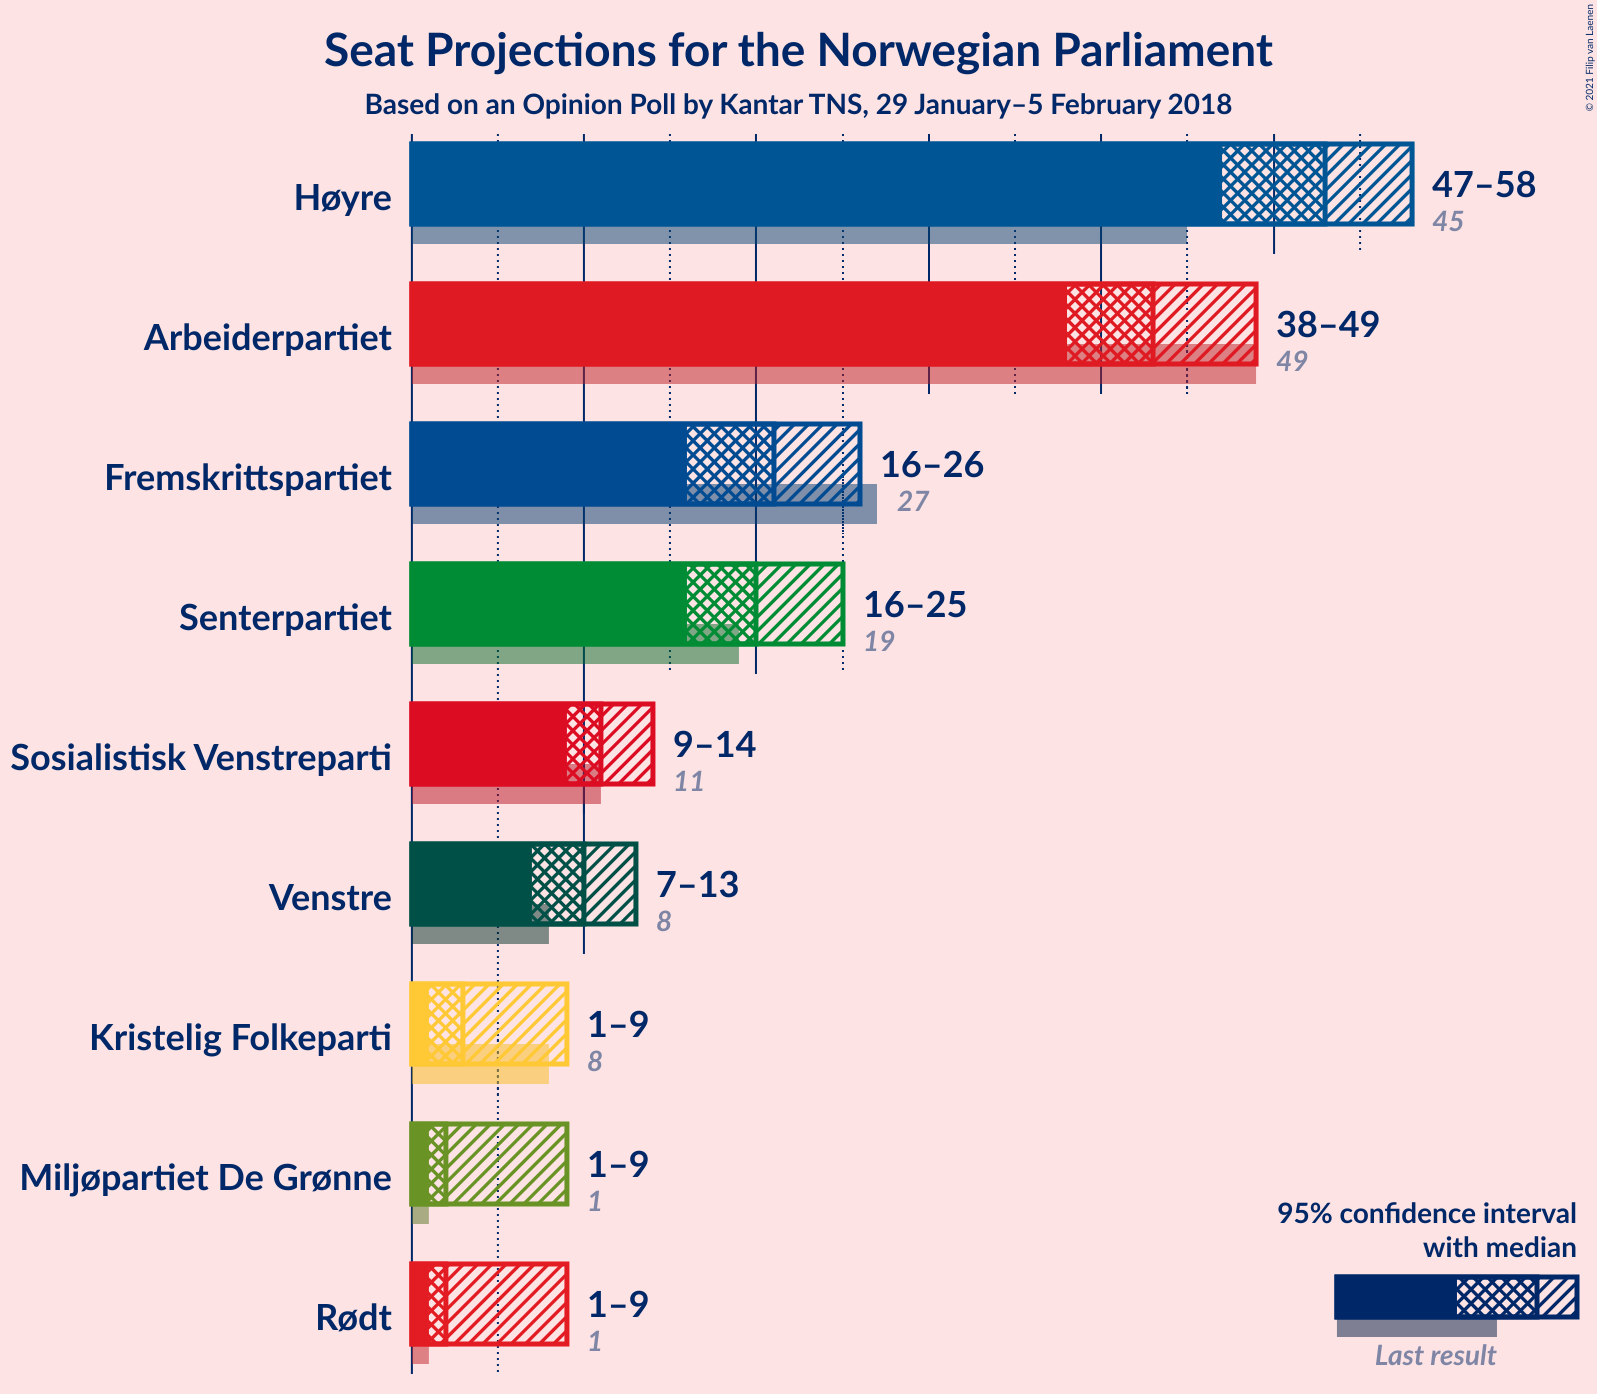 Seat Projections for the Norwegian Parliament
Based on an Opinion Poll by Kantar TNS, 29 January–5 February 2018
© 2021 Filip van Laenen
Høyre
47–58
45
Arbeiderpartiet
38–49
49
Fremskrittspartiet
16–26
27
Senterpartiet
16–25
19
Sosialistisk Venstreparti
9–14
11
Venstre
7–13
8
Kristelig Folkeparti
1–9
8
Miljøpartiet De Grønne
1–9
1
Rødt
1–9
1
95% confidence interval
with median
Last result